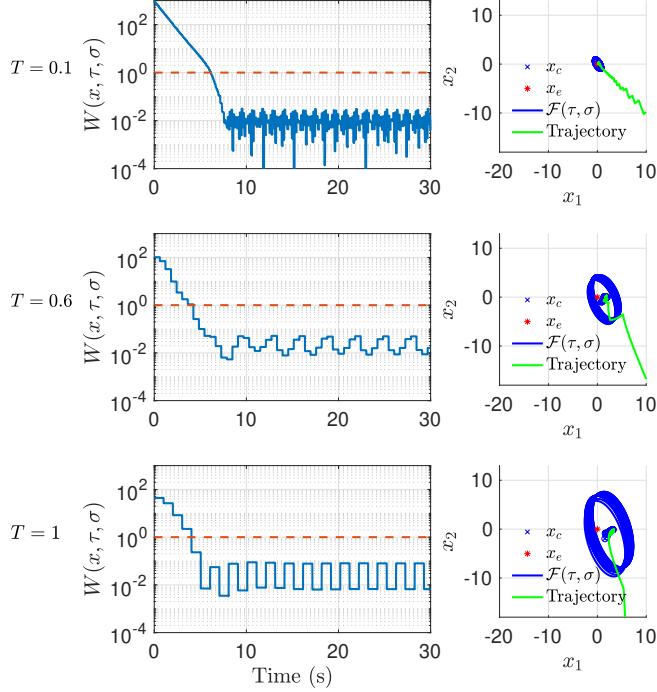 T = 0.1
W(x, τ, σ)
10^2
10^0
10^-2
10^-4
0
10
20
30
x_2
10
0
-10
x_c
x_e
F(τ, σ)
Trajectory
-20
-10
0
10
x_1
T = 0.6
W(x, τ, σ)
10^2
10^0
10^-2
10^-4
0
10
20
30
x_2
10
0
-10
x_c
x_e
F(τ, σ)
Trajectory
-20
-10
0
10
x_1
T = 1
W(x, τ, σ)
10^2
10^0
10^-2
10^-4
0
10
20
30
Time (s)
x_2
10
0
-10
x_c
x_e
F(τ, σ)
Trajectory
-20
-10
0
10
x_1